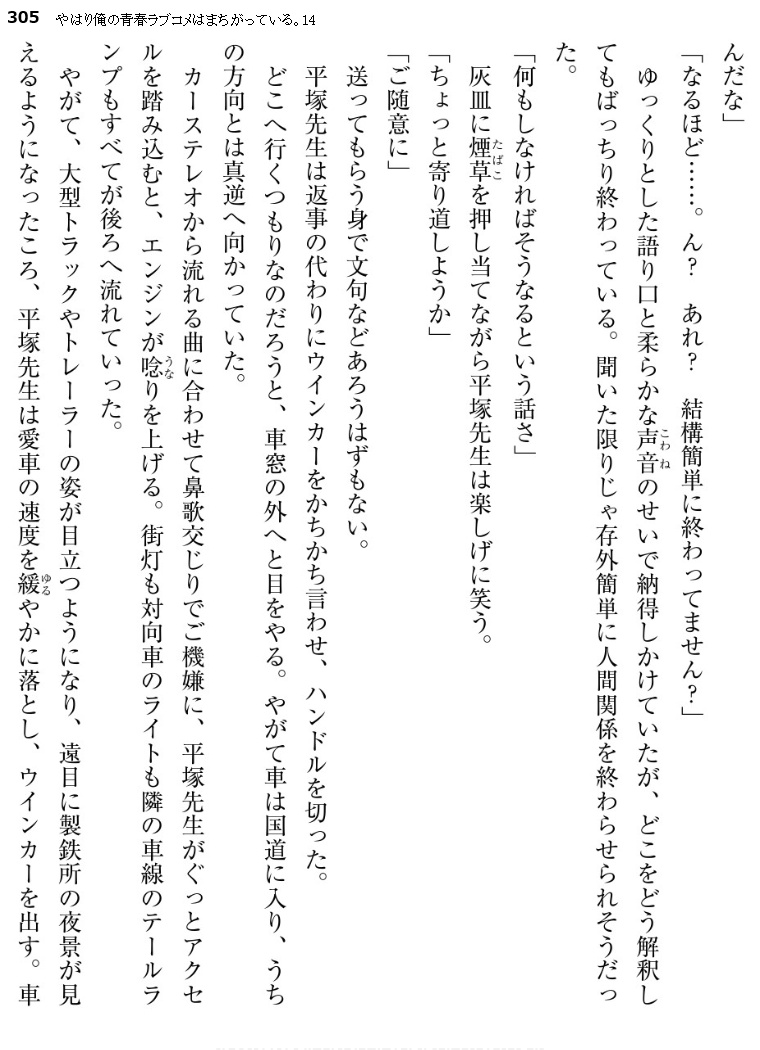 305 やはり俺の青春ラブコメはまちがっている。14
んだな」
「なるほど……。ん？　あれ？　結構簡単に終わってません？」
　ゆっくりとした語り口と柔らかな声音のせいで納得しかけていたが、どこをどう解釈し
こわね
てもばっちり終わっている。聞いた限りじゃ存外簡単に人間関係を終わらせられそうだっ
た。
「何もしなければそうなるという話さ」
　灰皿に煙草を押し当てながら平塚先生は楽しげに笑う。
たばこ
「ちょっと寄り道しようか」
「ご随意に」
　送ってもらう身で文句などあろうはずもない。
　平塚先生は返事の代わりにウインカーをかちかち言わせ、ハンドルを切った。
　どこへ行くつもりなのだろうと、車窓の外へと目をやる。やがて車は国道に入り、うち
の方向とは真逆へ向かっていた。
　カーステレオから流れる曲に合わせて鼻歌交じりでご機嫌に、平塚先生がぐっとアクセ
ルを踏み込むと、エンジンが唸りを上げる。街灯も対向車のライトも隣の車線のテールラ
うな
ンプもすべてが後ろへ流れていった。
　やがて、大型トラックやトレーラーの姿が目立つようになり、遠目に製鉄所の夜景が見
えるようになったころ、平塚先生は愛車の速度を緩やかに落とし、ウインカーを出す。車
ゆる